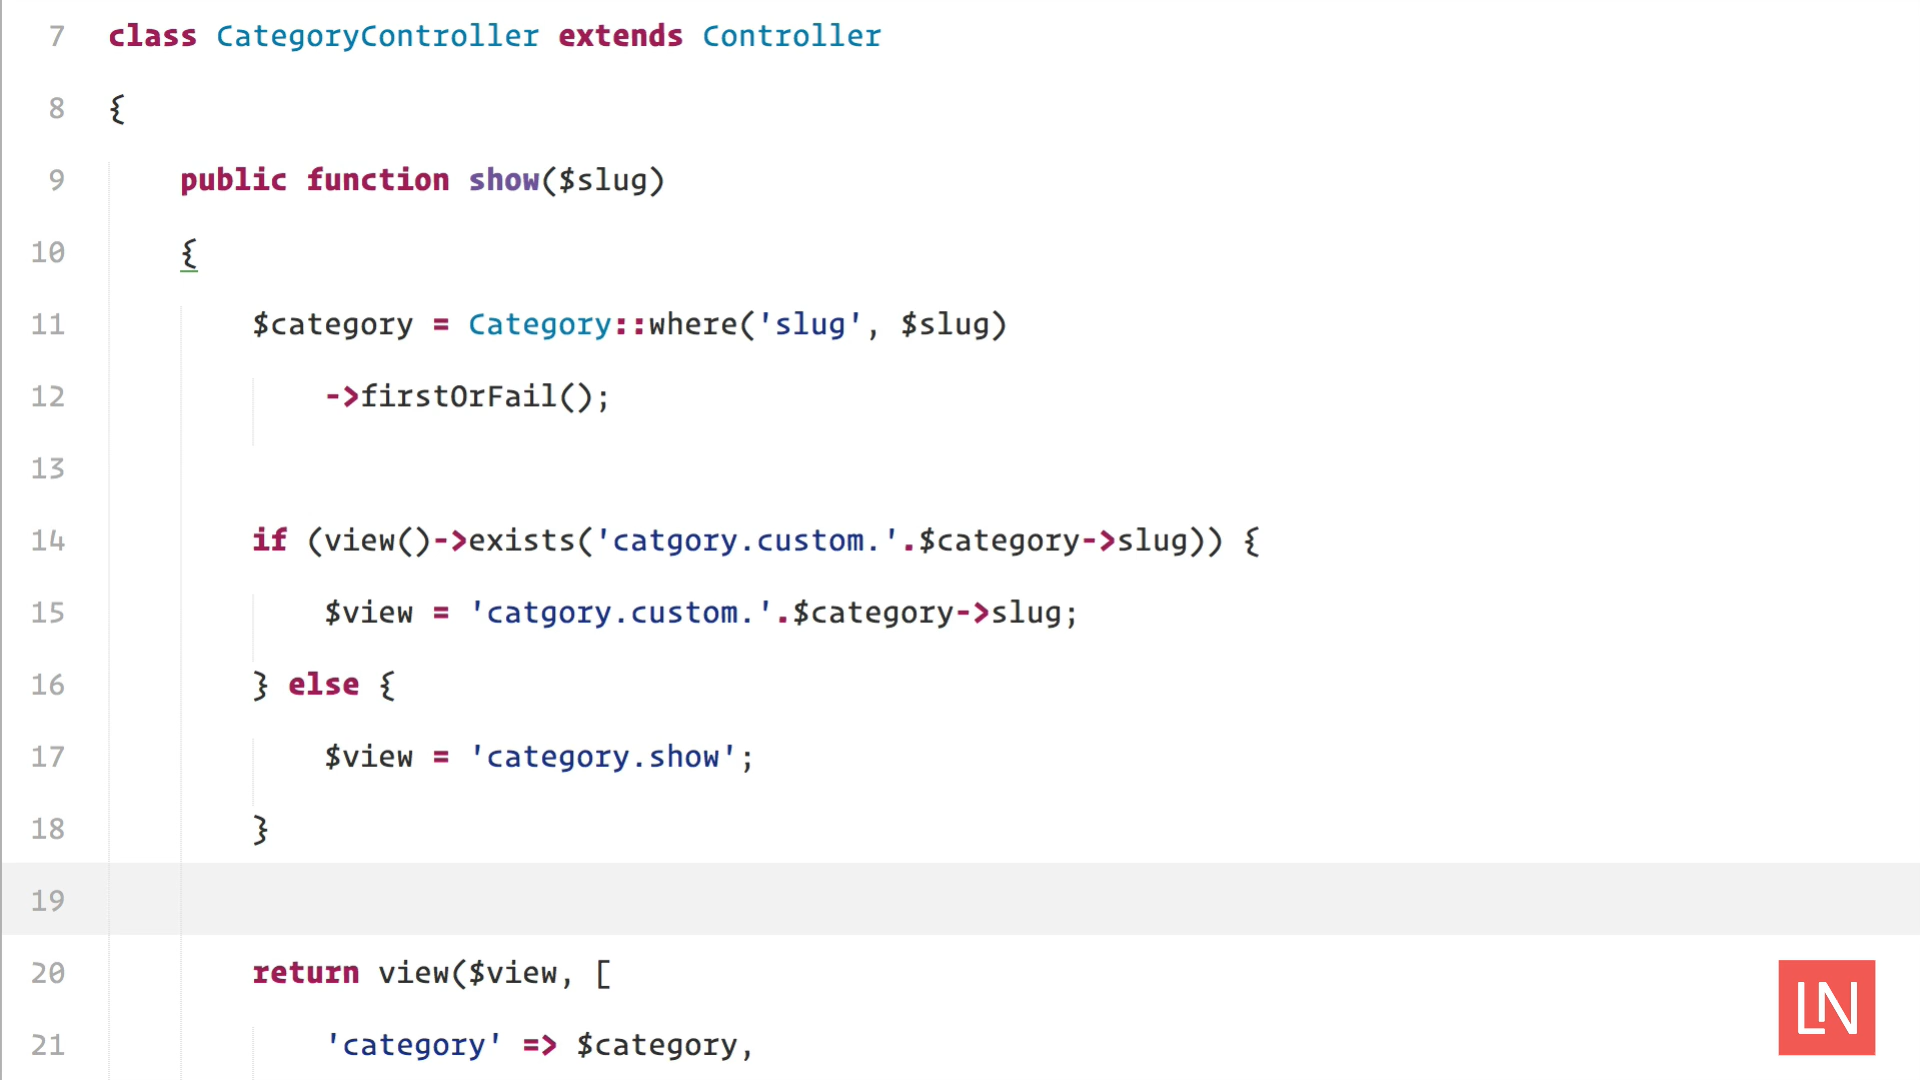 7 class CategoryController extends Controller
8 {
9 public function show($slug)
10 {
11 $category = Category::where('slug', $slug)
12 ->firstOrFail();
13
14 if (view()->exists('catgory.custom.'.$category->slug)) {
15 $view = 'catgory.custom.'.$category->slug;
16 } else {
17 $view = 'category.show';
18 }
19
20 return view($view, [
21 'category' => $category,
LN